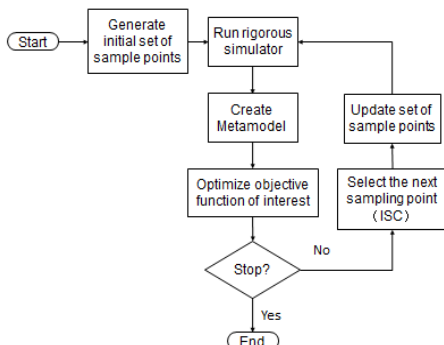 Start
Generate
initial set of
sample points
Run rigorous
simulator
Create
Metamodel
Update set of
sample points
Optimize objective
function of interest
Select the next
sampling point
(ISC)
Stop?
No
Yes
End